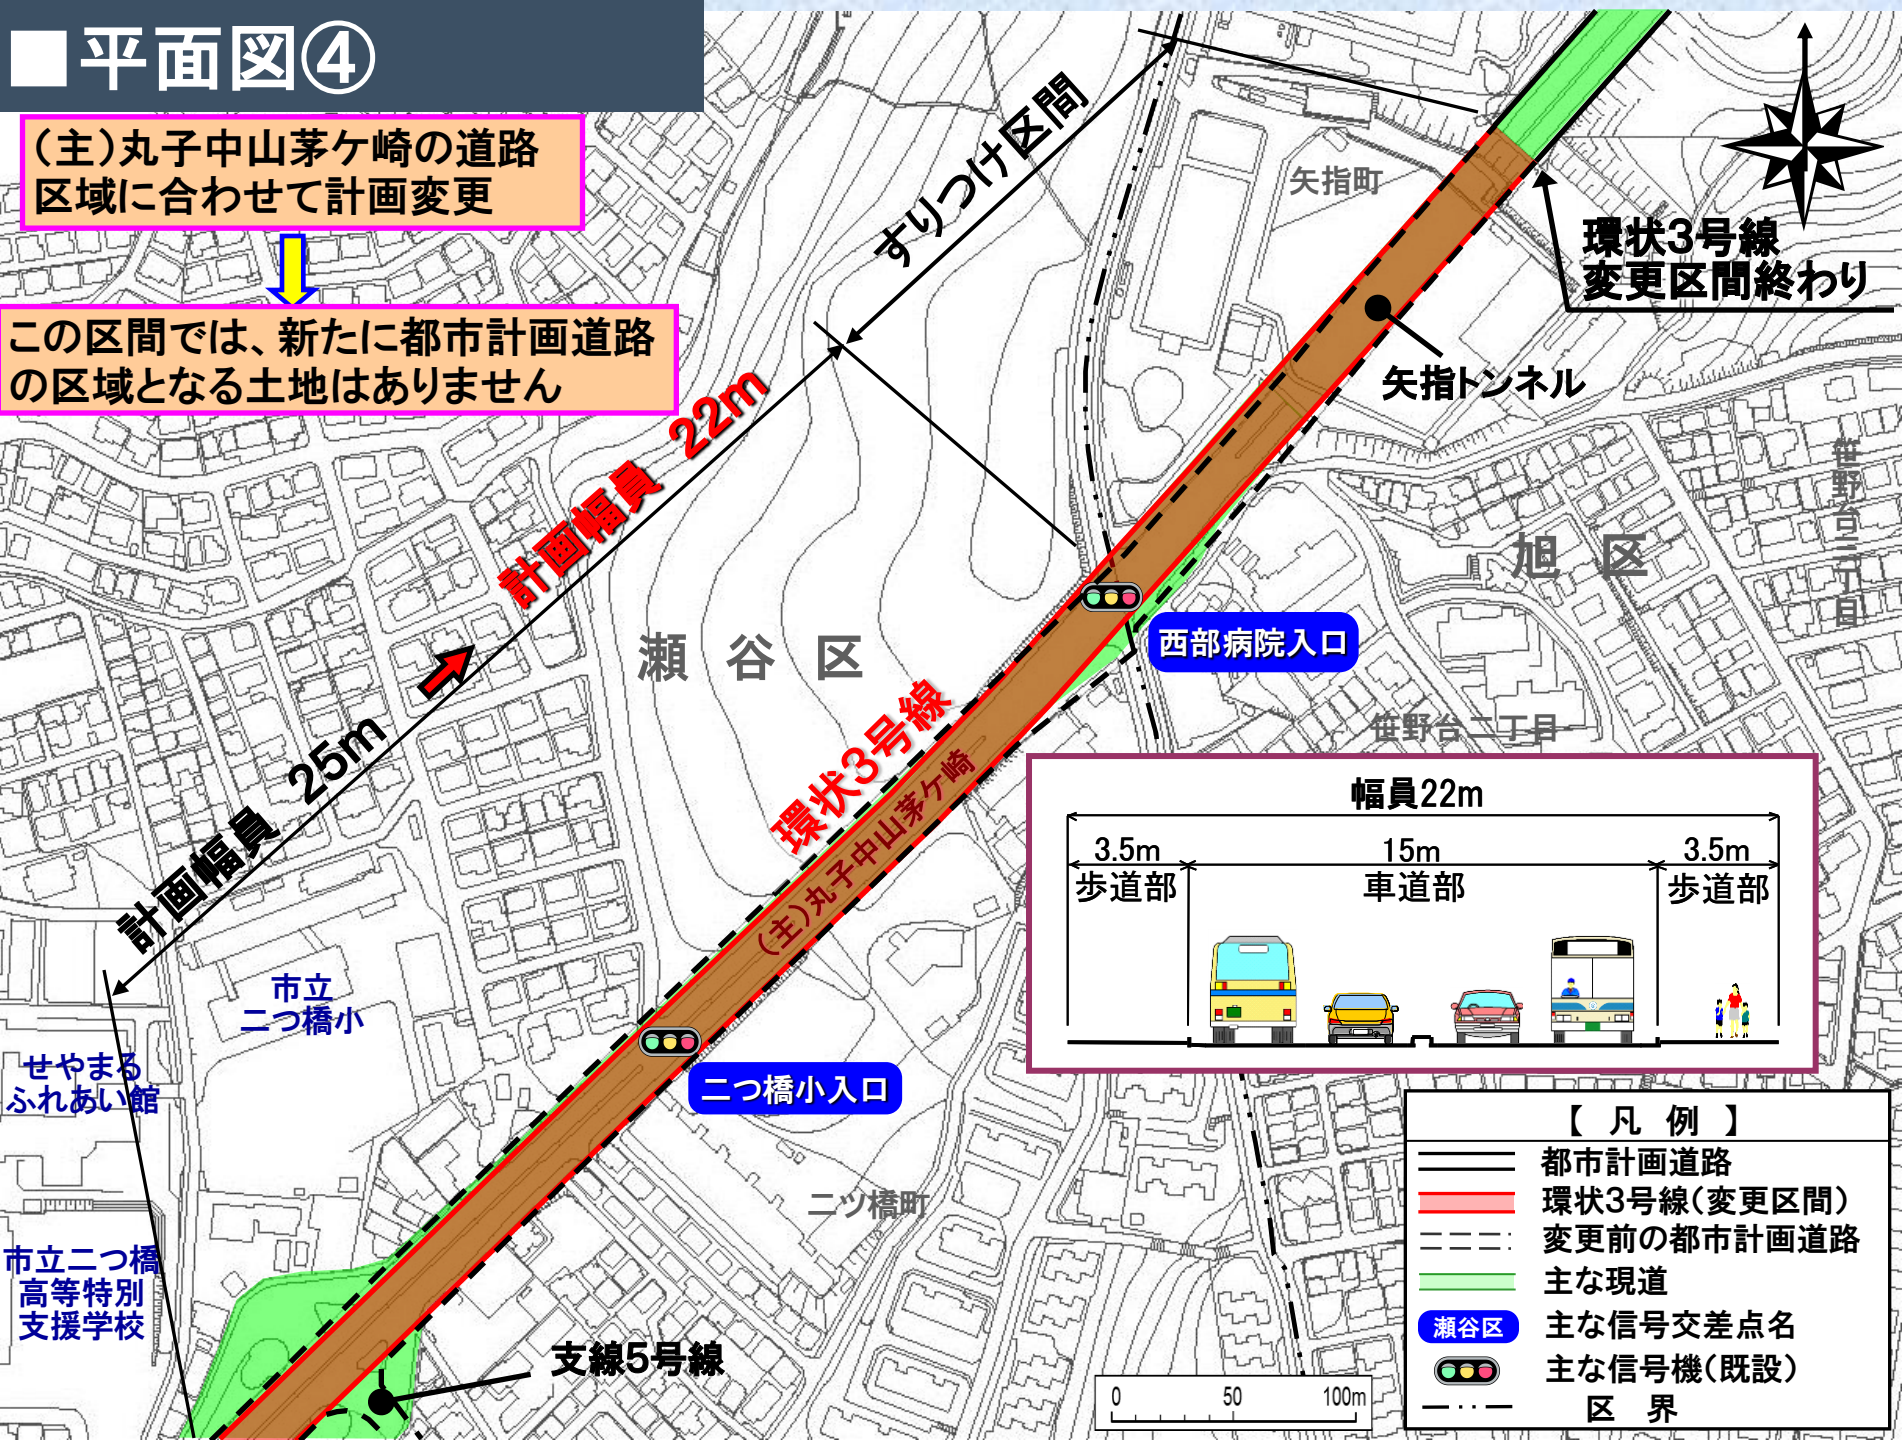 ■平面図④
(主)丸子中山茅ケ崎の道路
区域に合わせて計画変更
この区間では、新たに都市計画道路
の区域となる土地はありません
すりつけ区間
矢指町
環状3号線
変更区間終わり
矢指トンネル
計画幅員 22m
計画幅員 25m
瀬谷区
旭区
笹野台三丁目
西部病院入口
笹野台二丁目
環状3号線
(主)丸子中山茅ケ崎
幅員22m
3.5m
15m
3.5m
歩道部
車道部
歩道部
市立
二つ橋小
せやまる
ふれあい館
二つ橋小入口
二ツ橋町
市立二つ橋
高等特別
支援学校
支線5号線
0 50 100m
【凡例】
都市計画道路
環状3号線(変更区間)
変更前の都市計画道路
主な現道
瀬谷区 主な信号交差点名
主な信号機(既設)
区界